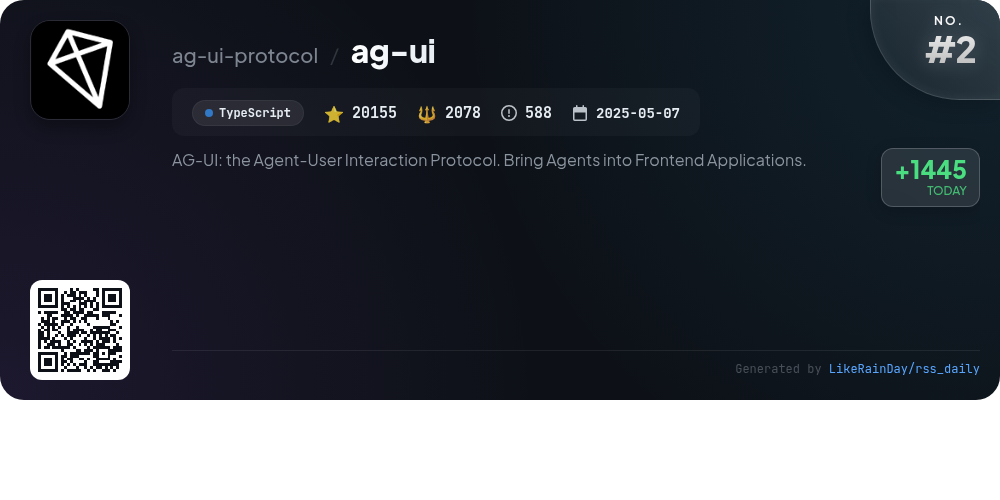 NO.
#2
ag-ui-protocol / ag-ui
TypeScript 20155 2078 588 2025-05-07
AG-UI: the Agent-User Interaction Protocol. Bring Agents into Frontend Applications.
+1445
TODAY
Generated by LikeRainDay/rss_daily